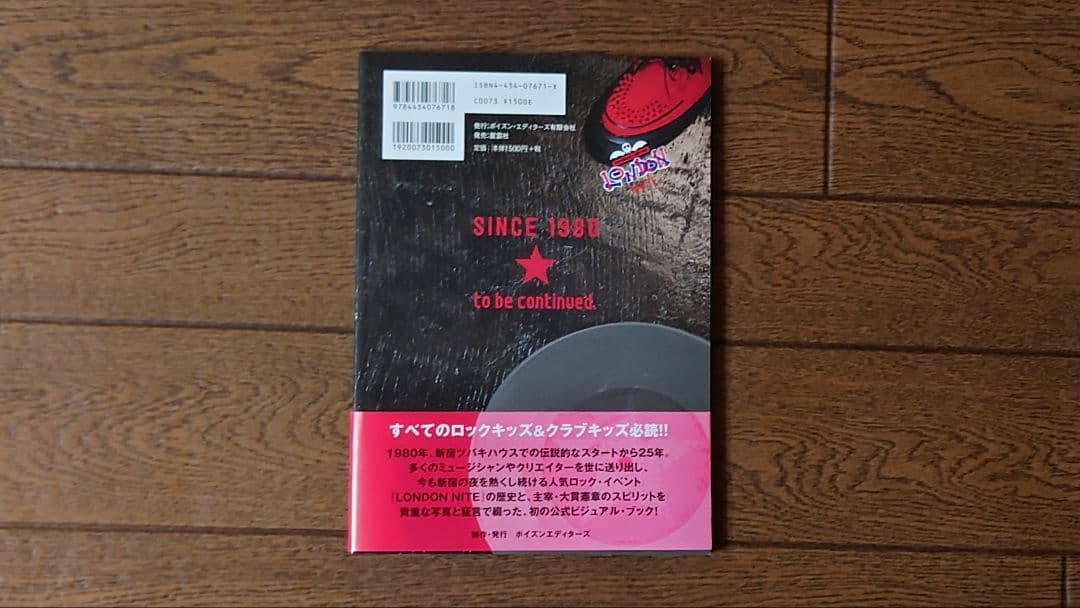 ISBN4-434-07671-X
C0073 ¥1500E
9784434076718
1920073015000
発行:ポイズン・エディターズ有限会社
発売:星雲社
定価:本体1500円+税
LONDON
NITE
SINCE 1980
to be continued.
すべてのロックキッズ&クラブキッズ必読!!
1980年、新宿ツバキハウスでの伝説的なスタートから25年。
多くのミュージシャンやクリエイターを世に送り出し、
今も新宿の夜を熱くし続ける人気ロック・イベント
「LONDON NITE」の歴史と、主宰・大貫憲章のスピリットを
貴重な写真と証言で綴った、初の公式ビジュアル・ブック!
制作・発行 ポイズンエディターズ